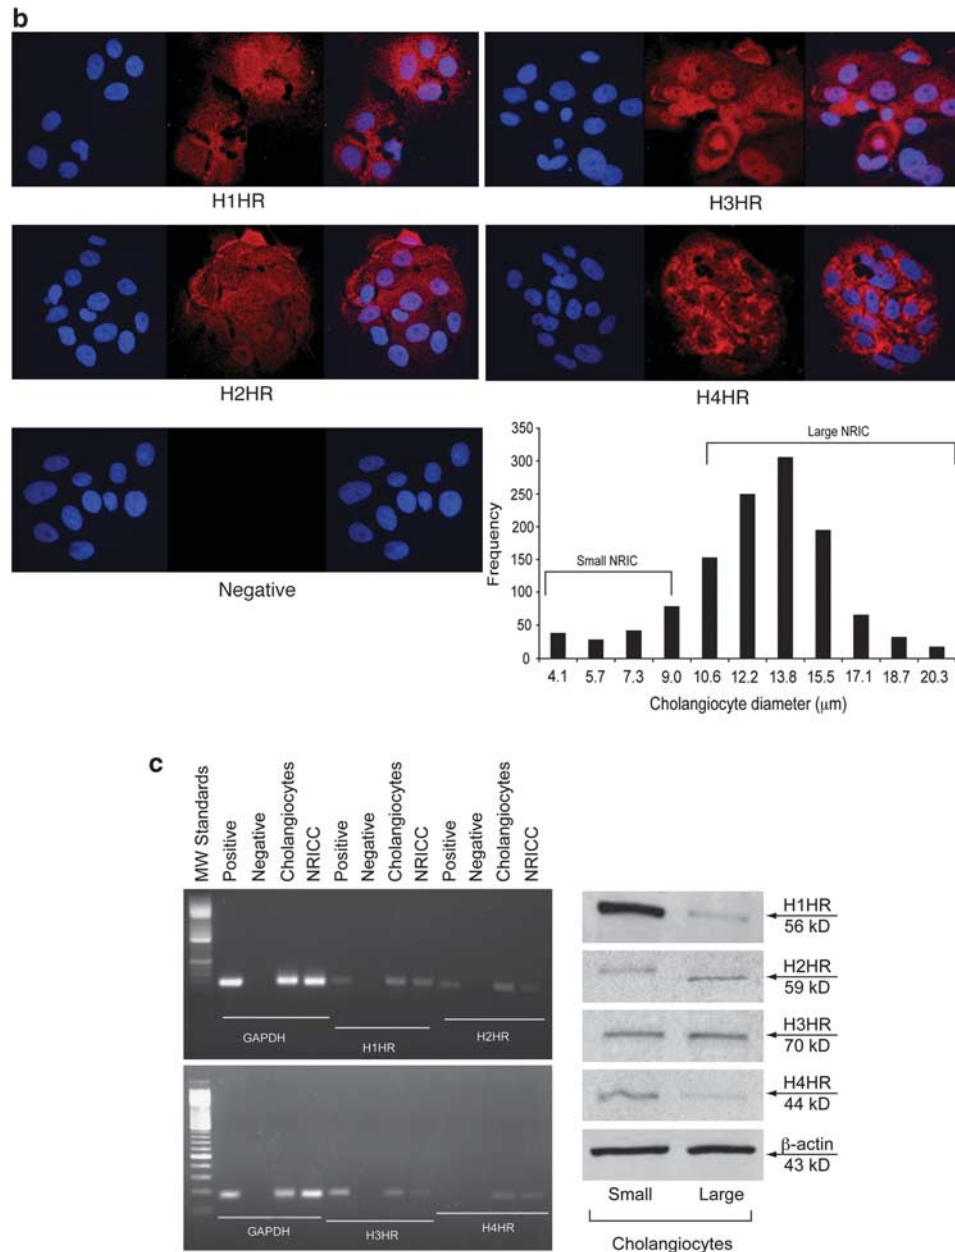 b
H1HR
H3HR
H2HR
H4HR
Negative
Frequency
350
300
250
200
150
100
50
0
Small NRIC
Large NRIC
4.1 5.7 7.3 9.0 10.6 12.2 13.8 15.5 17.1 18.7 20.3
Cholangiocyte diameter (μm)
c
MW Standards
Positive
Negative
Cholangiocytes
NRICC
Positive
Negative
Cholangiocytes
NRICC
Positive
Negative
Cholangiocytes
NRICC
GAPDH
H1HR
H2HR
GAPDH
H3HR
H4HR
H1HR
56 kD
H2HR
59 kD
H3HR
70 kD
H4HR
44 kD
β-actin
43 kD
Small Large
Cholangiocytes